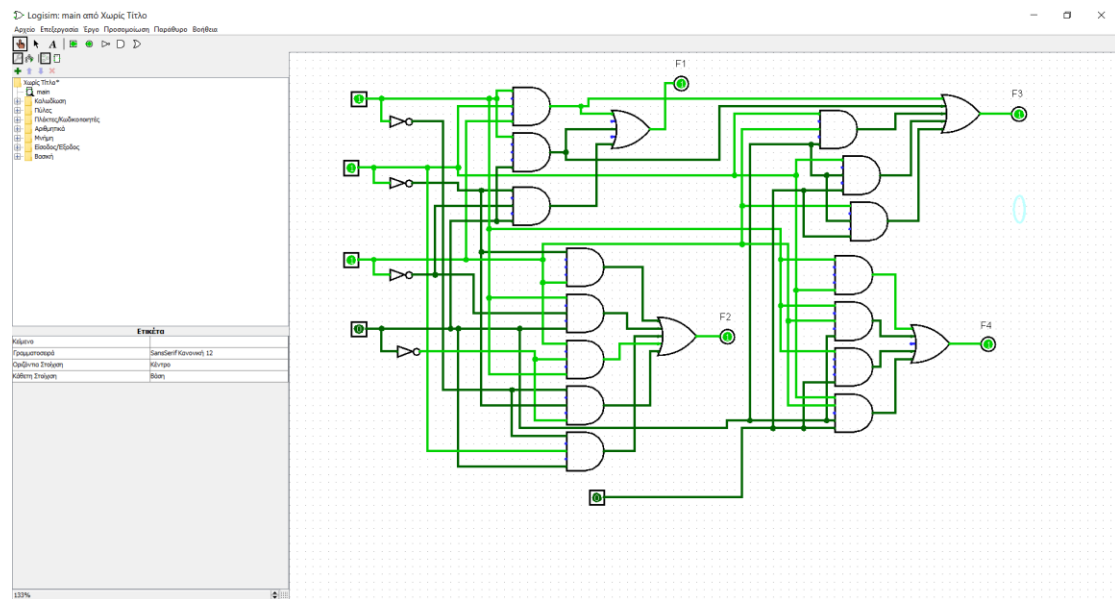 Logisim: main από Χωρίς Τίτλο
Αρχείο Επεξεργασία Έργο Προσομοίωση Παράθυρο Βοήθεια
Χωρίς Τίτλο*
main
Καλωδίωση
Πύλες
Πλέκτες/Κωδικοποιητές
Αριθμητικά
Μνήμη
Είσοδος/Έξοδος
Βασική
Ετικέτα
Κείμενο
Γραμματοσειρά SansSerif Κανονική 12
Οριζόντια Στοίχιση Κέντρο
Κάθετη Στοίχιση Βάση
133%
F1
F3
F2
F4